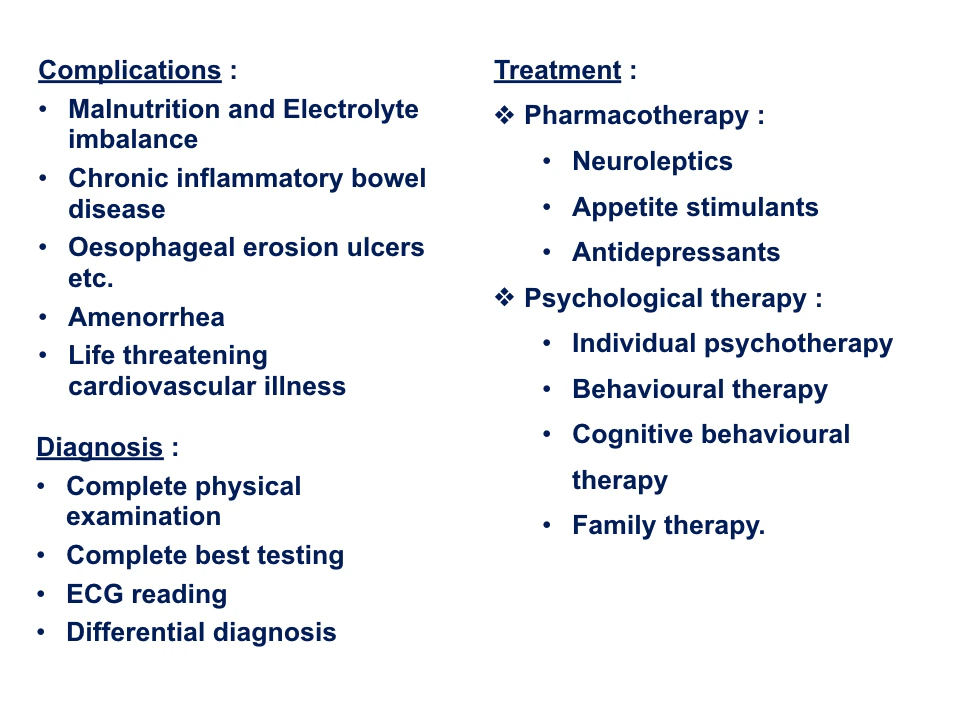 Complications :
• Malnutrition and Electrolyte
imbalance
• Chronic inflammatory bowel
disease
• Oesophageal erosion ulcers
etc.
• Amenorrhea
• Life threatening
cardiovascular illness
Diagnosis :
• Complete physical
examination
• Complete best testing
• ECG reading
• Differential diagnosis
Treatment :
❖ Pharmacotherapy :
• Neuroleptics
• Appetite stimulants
• Antidepressants
❖ Psychological therapy :
• Individual psychotherapy
• Behavioural therapy
• Cognitive behavioural
therapy
• Family therapy.